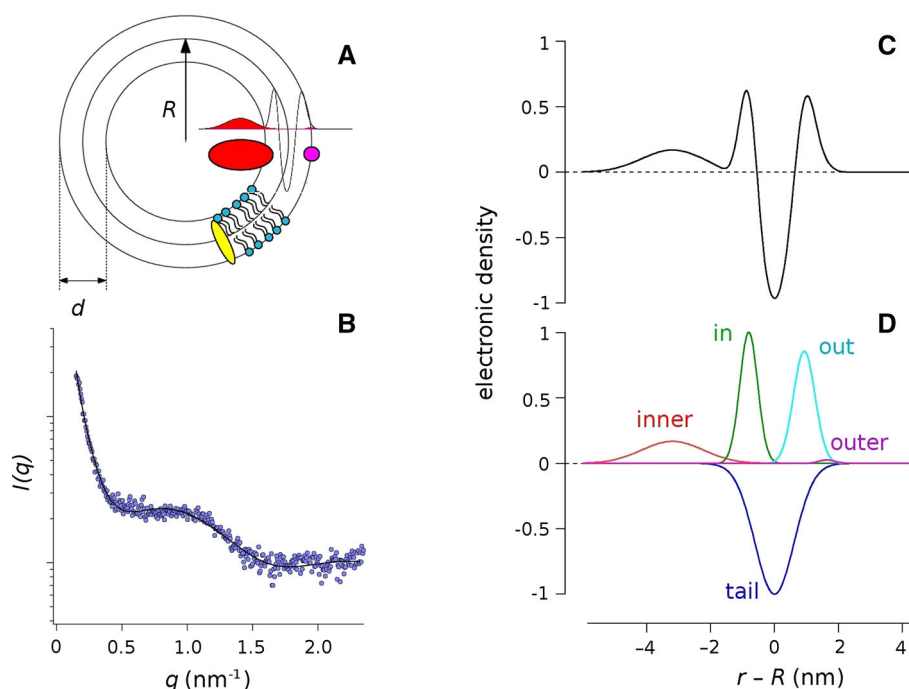 A
R
d
B
I(q)
0
0.5
1.0
1.5
2.0
q (nm⁻¹)
C
1
0.5
0
-0.5
-1
electronic density
D
1
0.5
0
-0.5
-1
in
out
inner
outer
tail
−4
−2
0
2
4
r – R (nm)